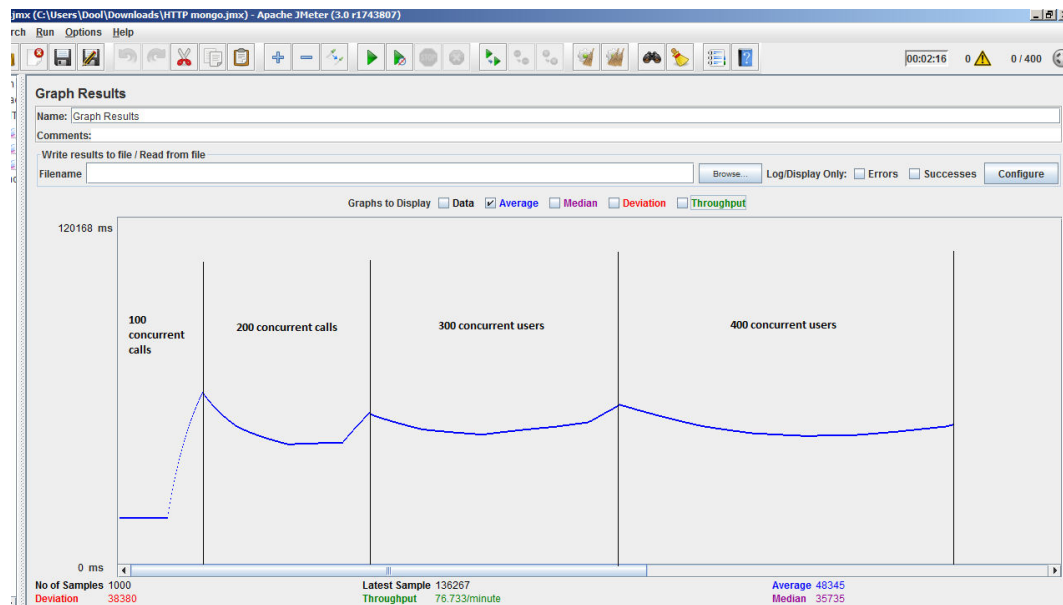 jmx (C:\Users\Dool\Downloads\HTTP mongo.jmx) - Apache JMeter (3.0 r1743807)
Run Options Help
00:02:16 0 0 / 400
Graph Results
Name: Graph Results
Comments:
Write results to file / Read from file
Filename Browse... Log/Display Only: Errors Successes Configure
Graphs to Display Data Average Median Deviation Throughput
120168 ms
100
concurrent
calls
200 concurrent calls
300 concurrent users
400 concurrent users
0 ms
No of Samples 1000 Latest Sample 136267 Average 48345
Deviation 38380 Throughput 76.733/minute Median 35735